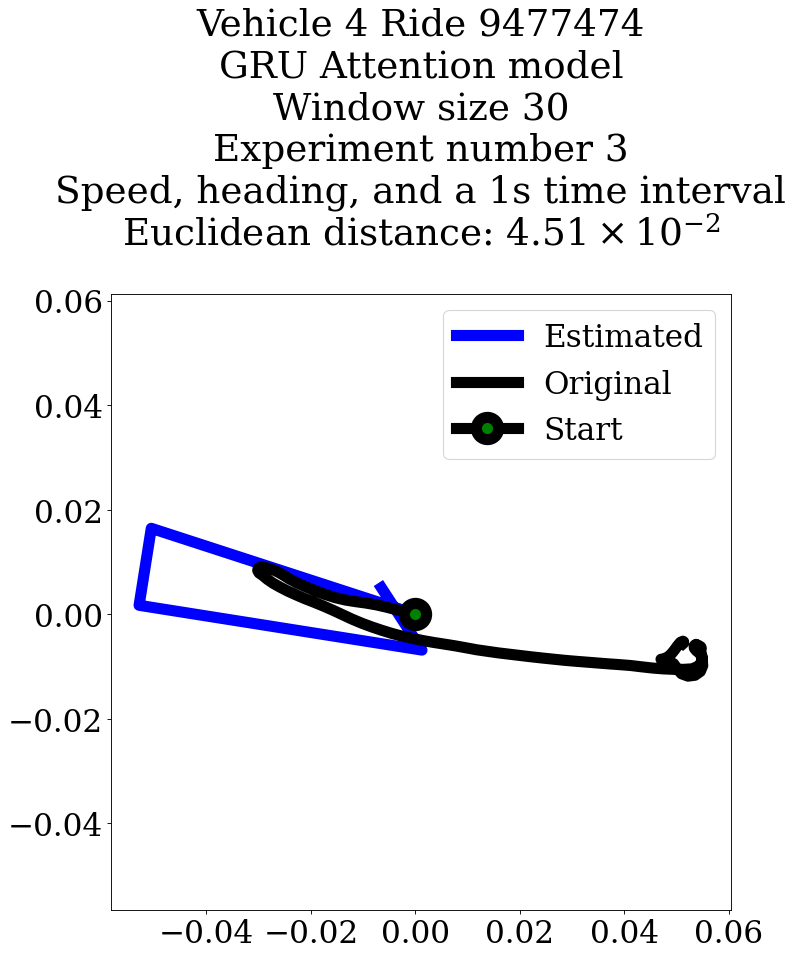 Vehicle 4 Ride 9477474
GRU Attention model
Window size 30
Experiment number 3
Speed, heading, and a 1s time interval
Euclidean distance: 4.51 × 10⁻²
Estimated
Original
Start
0.06
0.04
0.02
0.00
−0.02
−0.04
−0.04 −0.02 0.00 0.02 0.04 0.06